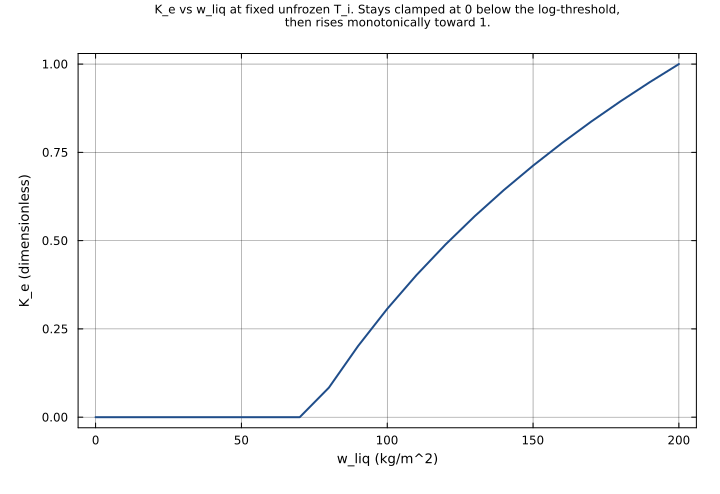 K_e vs w_liq at fixed unfrozen T_i. Stays clamped at 0 below the log-threshold,
then rises monotonically toward 1.
1.00
0.75
0.50
0.25
0.00
K_e (dimensionless)
0 50 100 150 200
w_liq (kg/m^2)